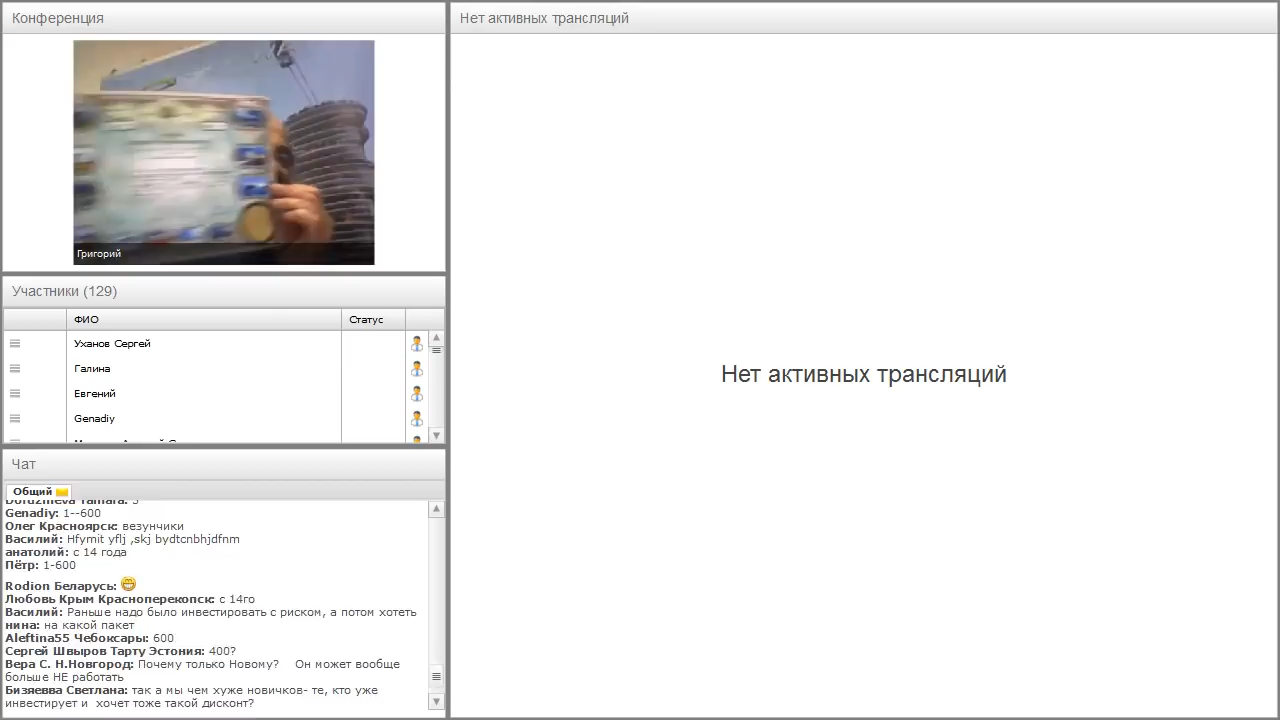 Конференция
Нет активных трансляций
Григорий
Участники (129)
ФИО
Статус
Уханов Сергей
Галина
Евгений
Genadiy
Чат
Общий
Genadiy: 1--600
Олег Красноярск: везунчики
Василий: Hfymit yflj ,skj bydtcnbhjdfnm
анатолий: с 14 года
Пётр: 1-600
Rodion Беларусь:
Любовь Крым Красноперекопск: с 14го
Василий: Раньше надо было инвестировать с риском, а потом хотеть
нина: на какой пакет
Aleftina55 Чебоксары: 600
Сергей Швыров Тарту Эстония: 400?
Вера С. Н.Новгород: Почему только Новому? Он может вообще
больше НЕ работать
Бизяевва Светлана: так а мы чем хуже новичков- те, кто уже
инвестирует и хочет тоже такой дисконт?
Нет активных трансляций